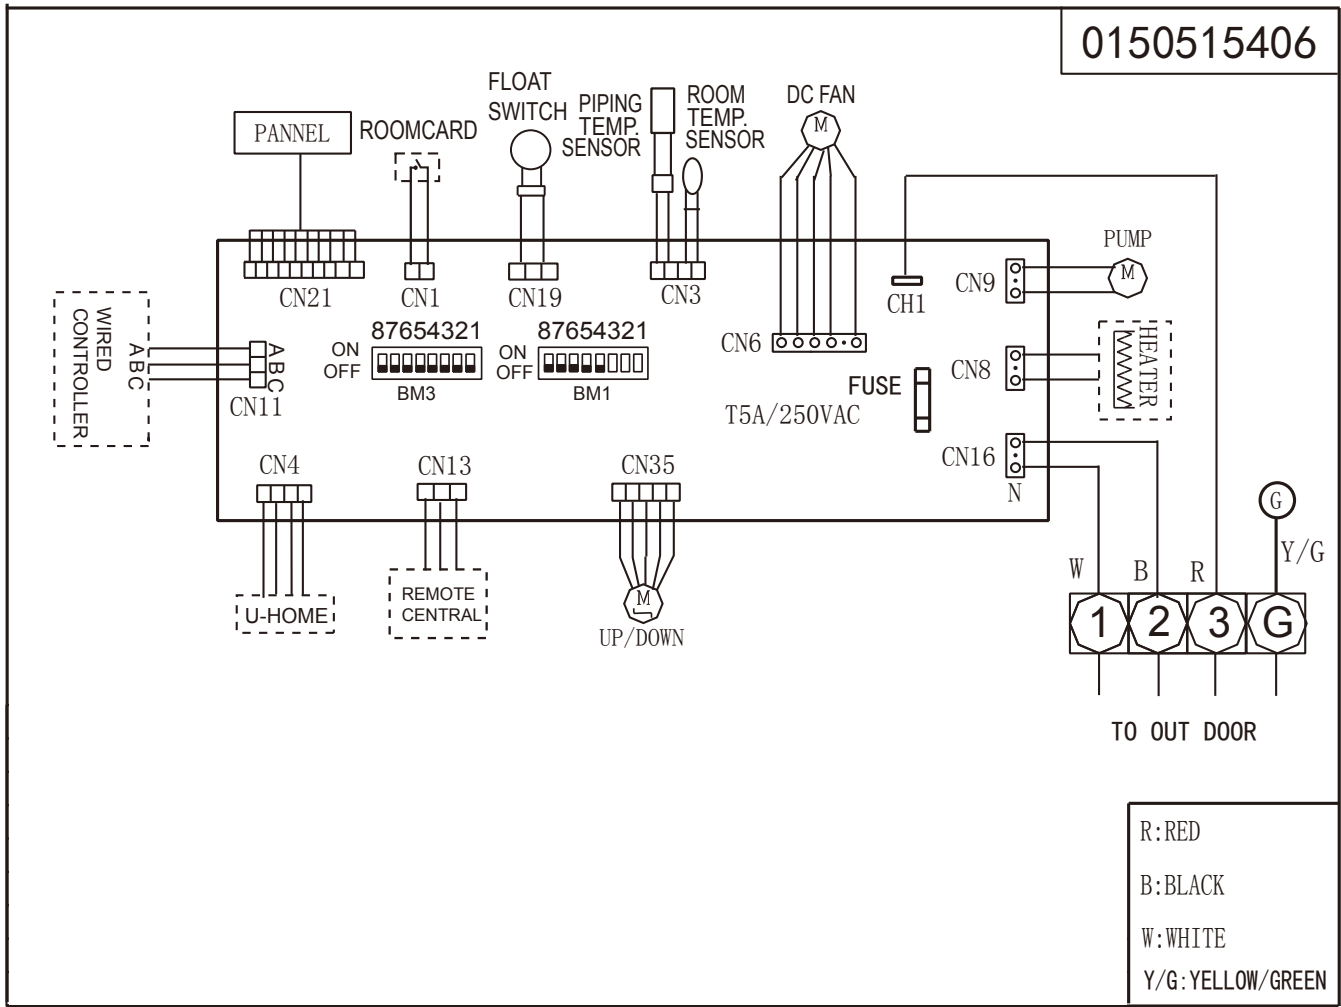 0150515406
PANNEL
ROOMCARD
FLOAT
SWITCH
PIPING
TEMP.
SENSOR
ROOM
TEMP.
SENSOR
DC FAN
M
PUMP
M
CN21
CN1
CN19
CN3
CN6
CH1
CN9
CN8
HEATER
WIRED
CONTROLLER
A B C
A B C
CN11
87654321
ON
OFF
BM3
87654321
ON
OFF
BM1
FUSE
T5A/250VAC
CN16
N
CN4
CN13
CN35
U-HOME
REMOTE
CENTRAL
M
UP/DOWN
G
Y/G
W
B
R
1 2 3 G
TO OUT DOOR
R:RED
B:BLACK
W:WHITE
Y/G:YELLOW/GREEN